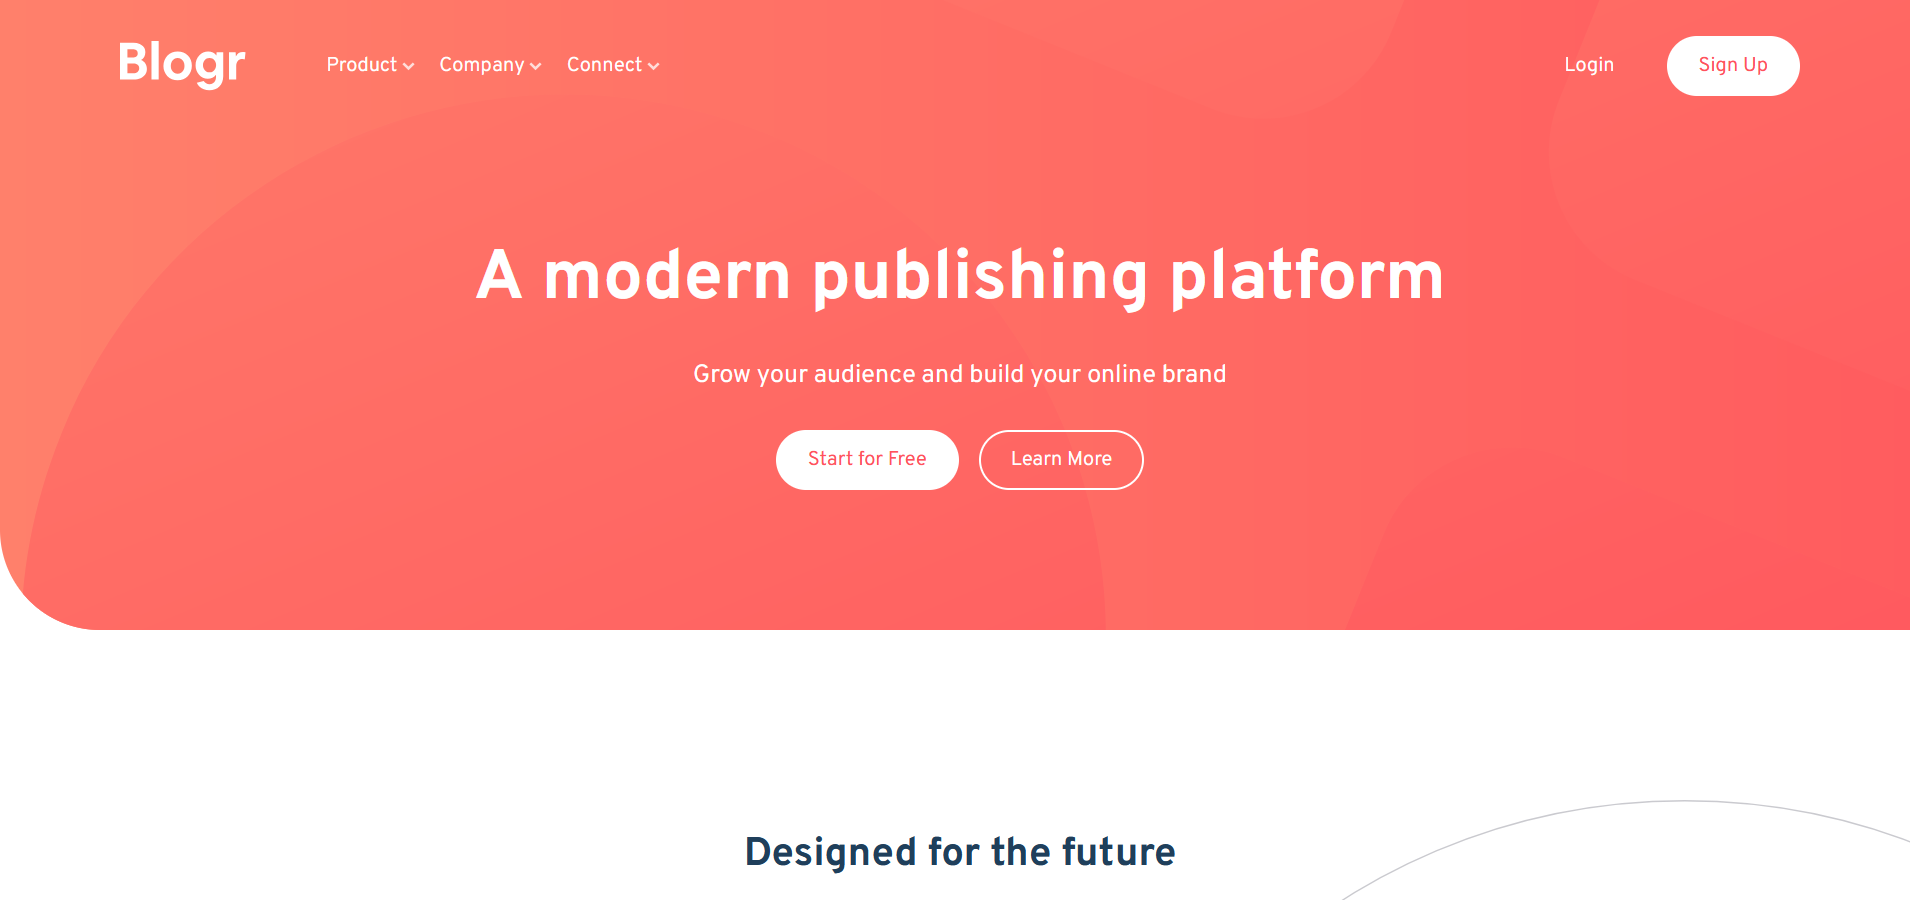 Blogr Product Company Connect Login Sign Up
A modern publishing platform
Grow your audience and build your online brand
Start for Free Learn More
Designed for the future